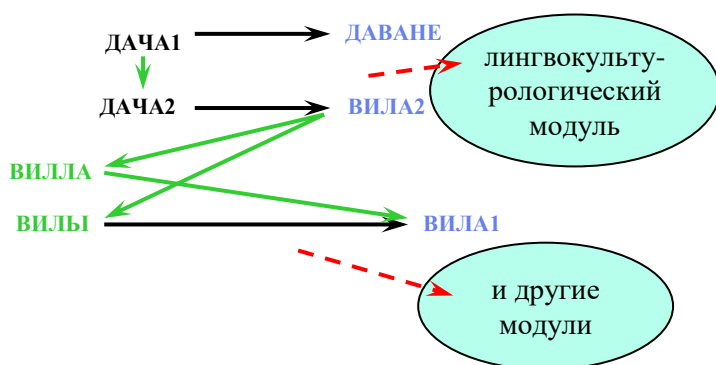 ДАЧА1
ДАВАНЕ
ДАЧА2
ВИЛА2
лингвокульту-
рологический
модуль
ВИЛЛА
ВИЛЫ
ВИЛА1
и другие
модули